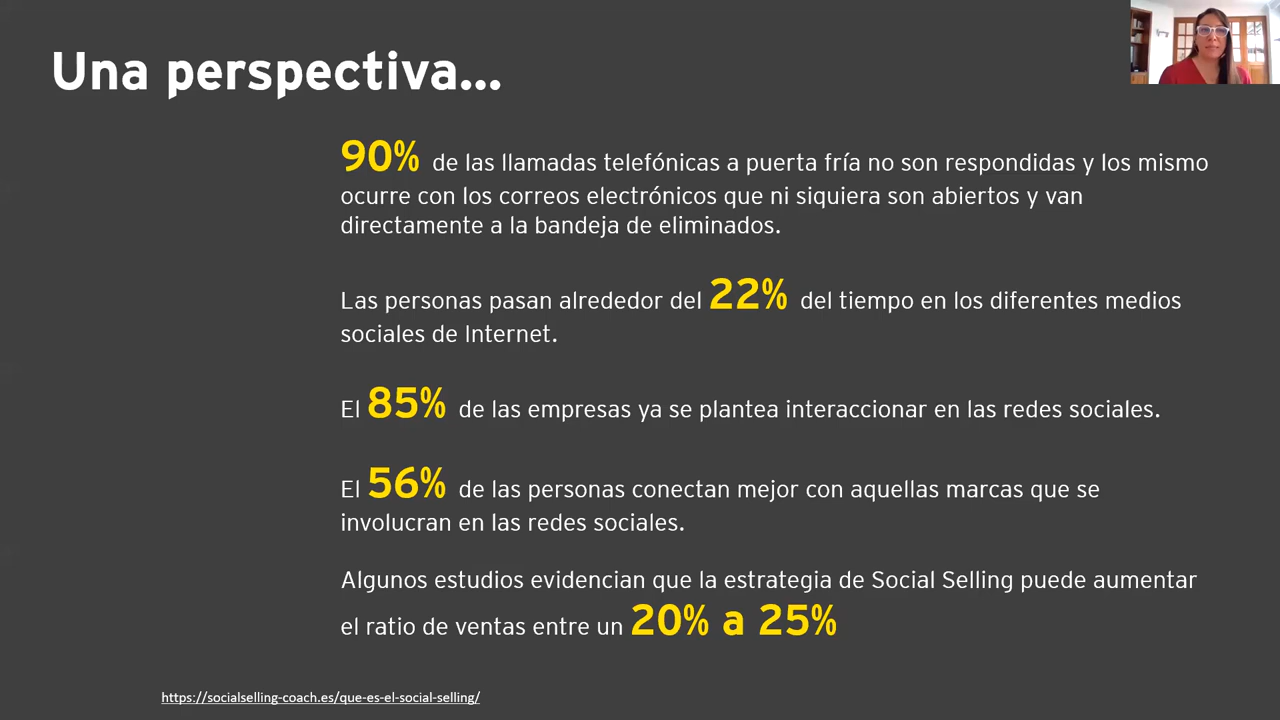 Una perspectiva...
90% de las llamadas telefónicas a puerta fría no son respondidas y los mismo
ocurre con los correos electrónicos que ni siquiera son abiertos y van
directamente a la bandeja de eliminados.
Las personas pasan alrededor del 22% del tiempo en los diferentes medios
sociales de Internet.
El 85% de las empresas ya se plantea interaccionar en las redes sociales.
El 56% de las personas conectan mejor con aquellas marcas que se
involucran en las redes sociales.
Algunos estudios evidencian que la estrategia de Social Selling puede aumentar
el ratio de ventas entre un 20% a 25%
https://socialselling-coach.es/que-es-el-social-selling/